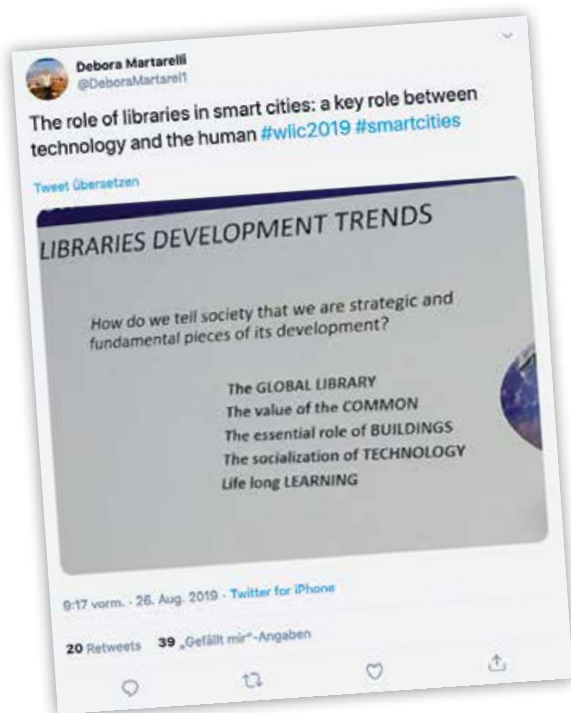 Debora Martarelli
@DeboraMartarel1
The role of libraries in smart cities: a key role between
technology and the human #wlic2019 #smartcities
Tweet übersetzen
LIBRARIES DEVELOPMENT TRENDS
How do we tell society that we are strategic and
fundamental pieces of its development?
The GLOBAL LIBRARY
The value of the COMMON
The essential role of BUILDINGS
The socialization of TECHNOLOGY
Life long LEARNING
9:17 vorm. · 26. Aug. 2019 · Twitter for iPhone
20 Retweets 39 „Gefällt mir“-Angaben